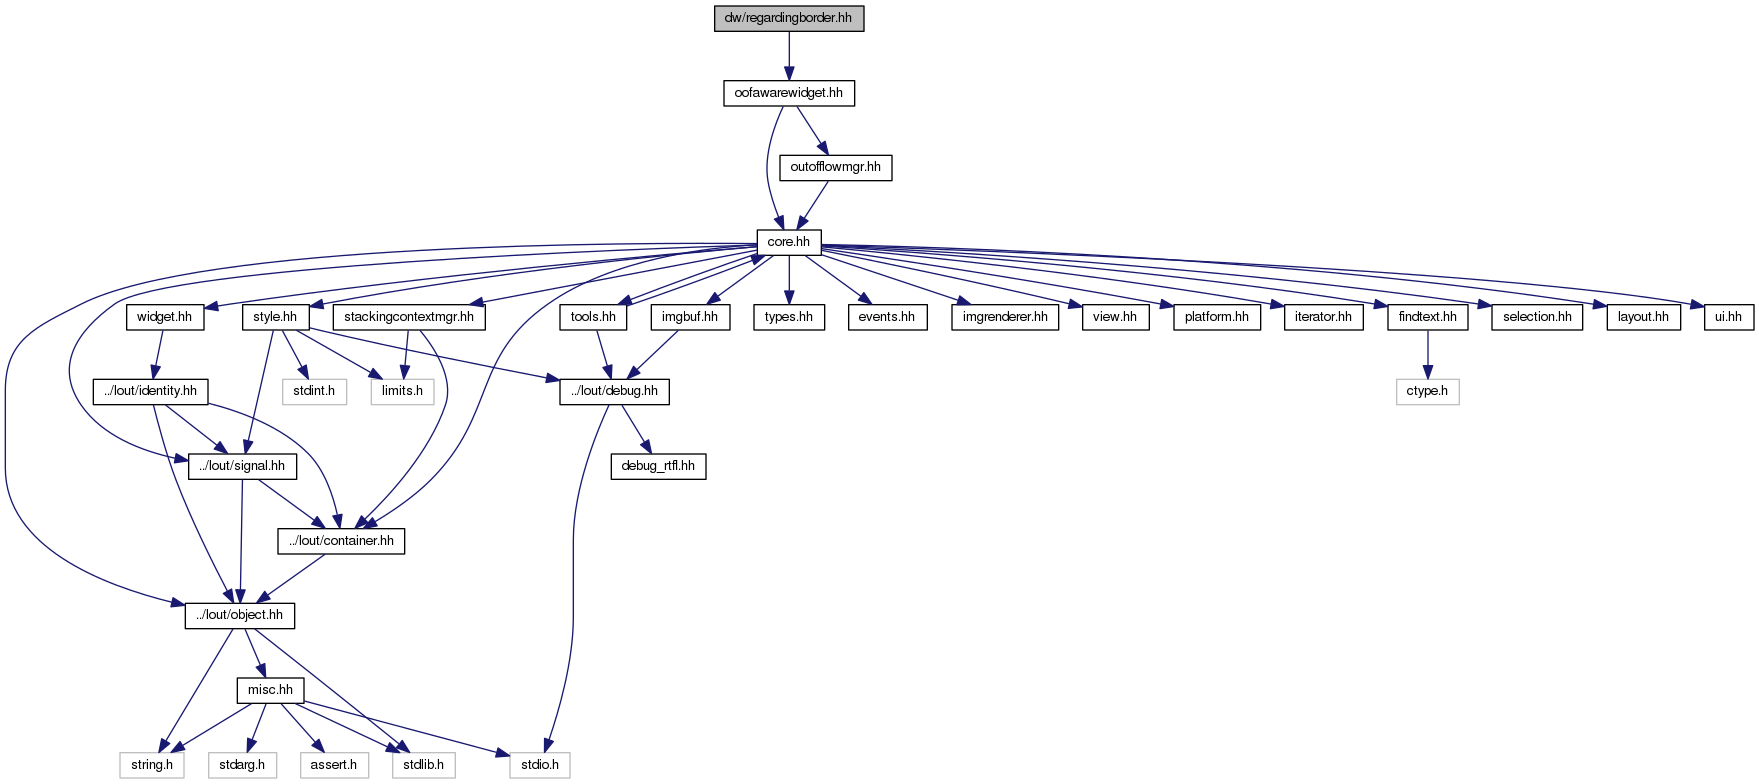 dw/regardingborder.hh
oofawarewidget.hh
outofflowmgr.hh
core.hh
widget.hh
style.hh
stackingcontextmgr.hh
tools.hh
imgbuf.hh
types.hh
events.hh
imgrenderer.hh
view.hh
platform.hh
iterator.hh
findtext.hh
selection.hh
layout.hh
ui.hh
../lout/identity.hh
stdint.h
limits.h
../lout/debug.hh
ctype.h
../lout/signal.hh
debug_rtfl.hh
../lout/container.hh
../lout/object.hh
misc.hh
string.h
stdarg.h
assert.h
stdlib.h
stdio.h